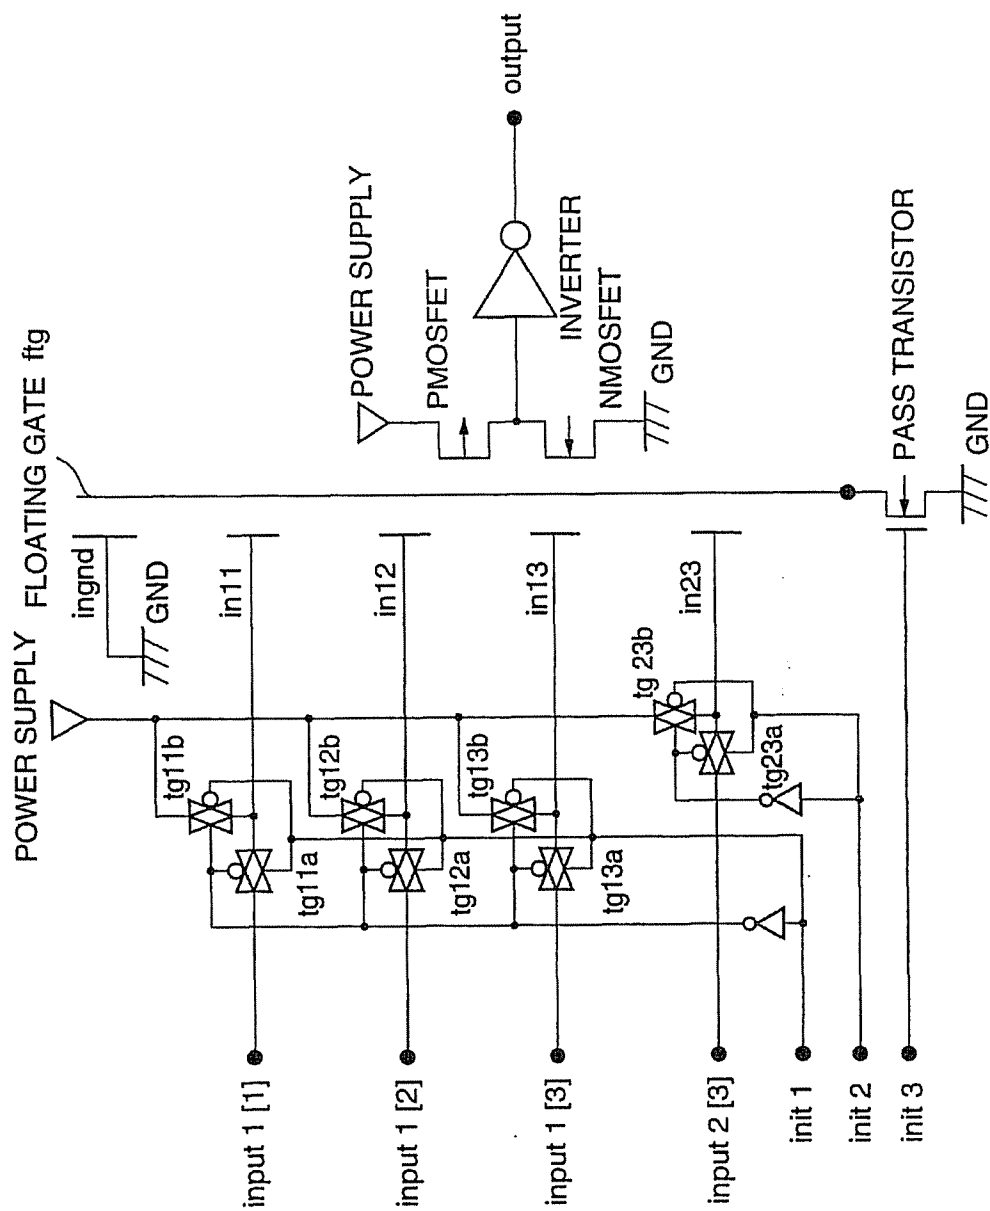 POWER SUPPLY
FLOATING GATE ftg
ingnd
GND
POWER SUPPLY
PMOSFET
INVERTER
output
NMOSFET
GND
tg11b
in11
tg11a
input 1 [1]
tg12b
in12
tg12a
input 1 [2]
tg13b
in13
tg13a
input 1 [3]
tg 23b
in23
tg23a
input 2 [3]
init 1
init 2
init 3
PASS TRANSISTOR
GND